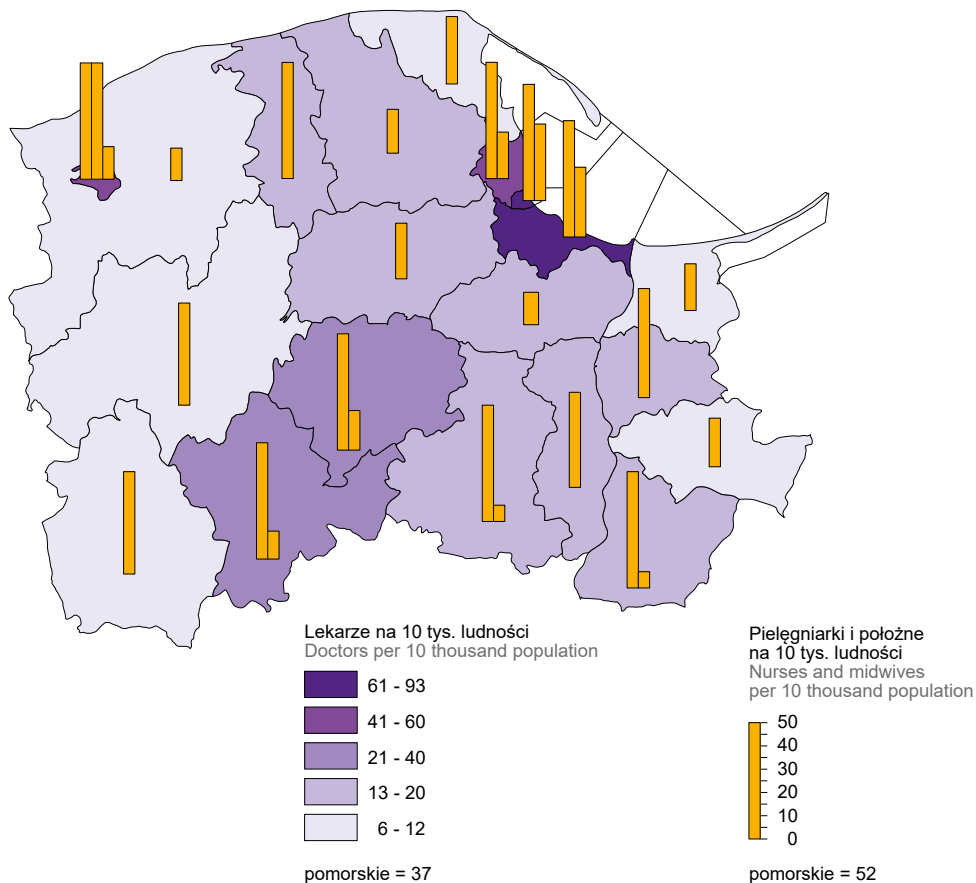 Lekarze na 10 tys. ludności
Doctors per 10 thousand population
61 - 93
41 - 60
21 - 40
13 - 20
6 - 12
pomorskie = 37
Pielęgniarki i położne
na 10 tys. ludności
Nurses and midwives
per 10 thousand population
50
40
30
20
10
0
pomorskie = 52